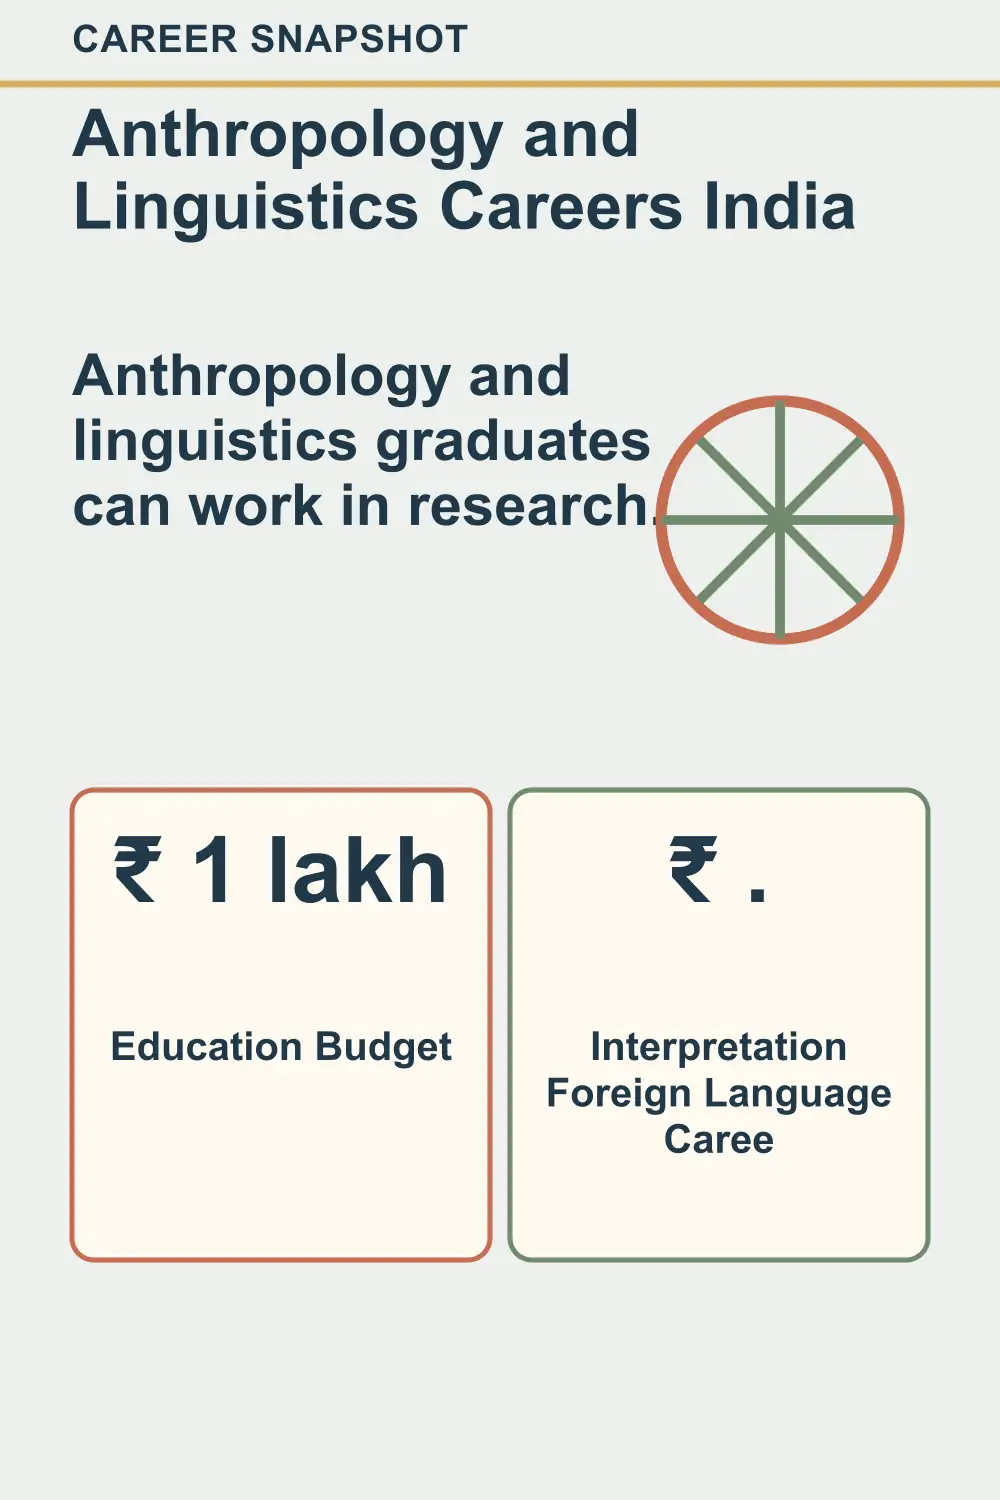 CAREER SNAPSHOT
Anthropology and
Linguistics Careers India
Anthropology and
linguistics graduates
can work in research.
₹ 1 lakh
Education Budget
₹ .
Interpretation
Foreign Language
Caree